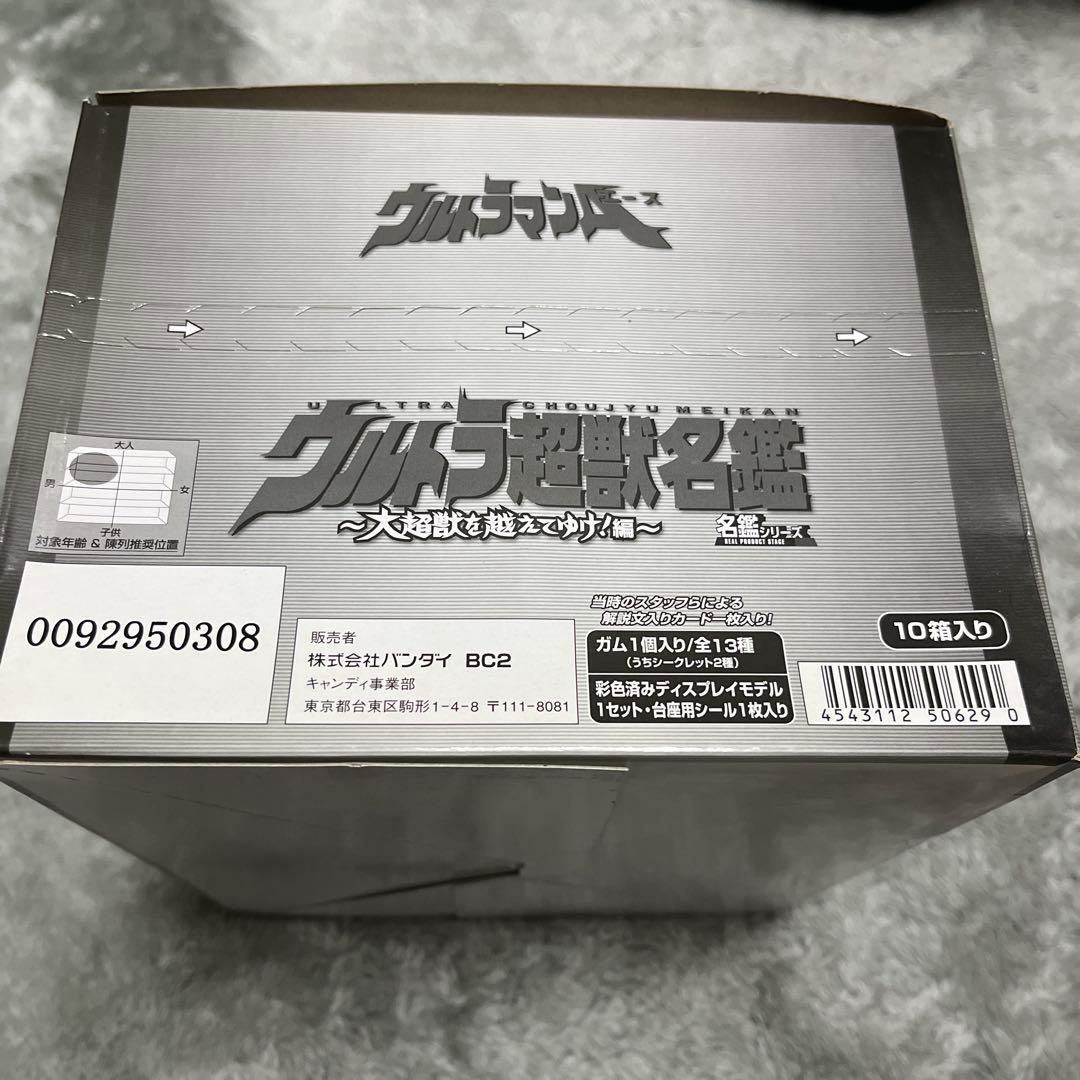 ウルトラマンA
エース
ULTRA CHOUJYU MEIKAN
ウルトラ超獣名鑑
~大超獣を越えてゆけ!編~
名鑑シリーズ
REAL PRODUCT STAGE
大人
男
女
子供
対象年齢 & 陳列推奨位置
0092950308
販売者
株式会社バンダイ BC2
キャンディ事業部
東京都台東区駒形1-4-8 〒111-8081
当時のスタッフらによる
解説文入りカード一枚入り!
ガム1個入り/全13種
(うちシークレット2種)
彩色済みディスプレイモデル
1セット・台座用シール1枚入り
10箱入り
4543112 50629 0